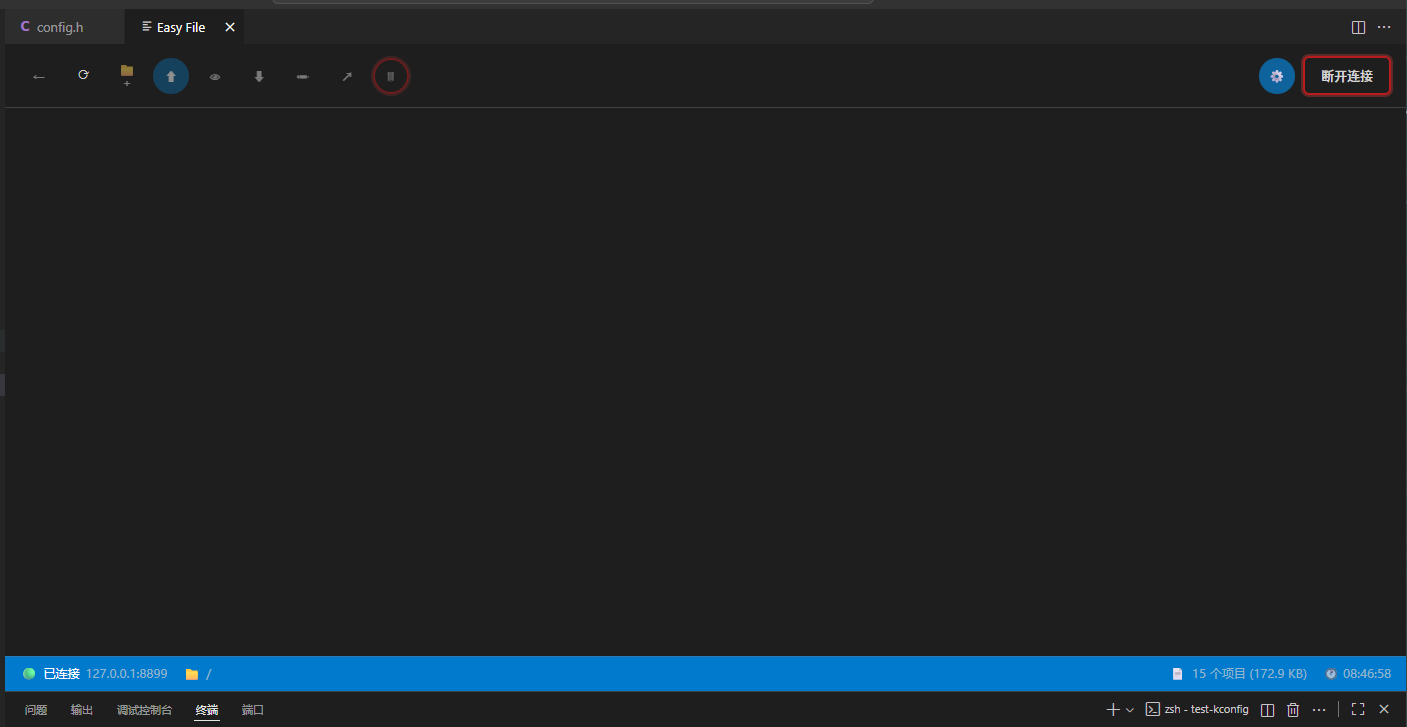 C config.h Easy File
断开连接
已连接 127.0.0.1:8899 / 15 个项目 (172.9 KB) 08:46:58
问题 输出 调试控制台 终端 端口 zsh - test-kconfig